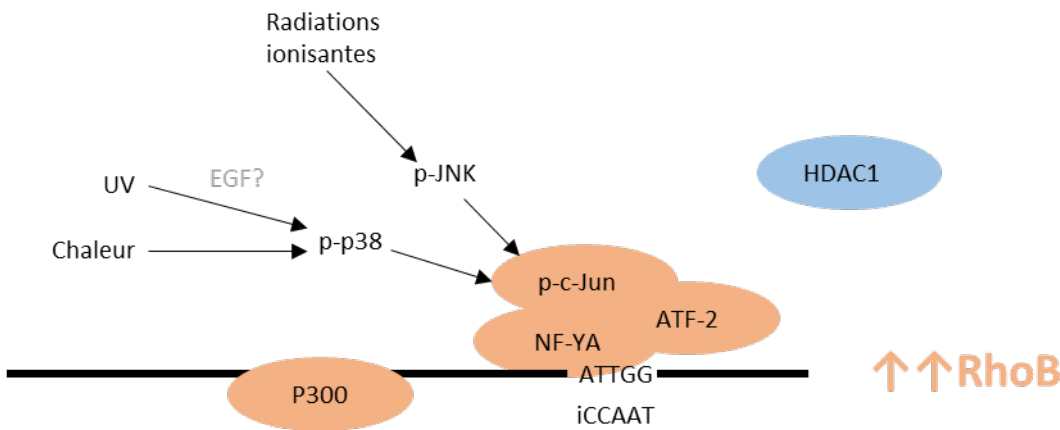 Radiations
ionisantes
p-JNK
HDAC1
EGF?
UV
Chaleur
p-p38
p-c-Jun
ATF-2
NF-YA
ATTGG
P300
iCCAAT
↑↑RhoB